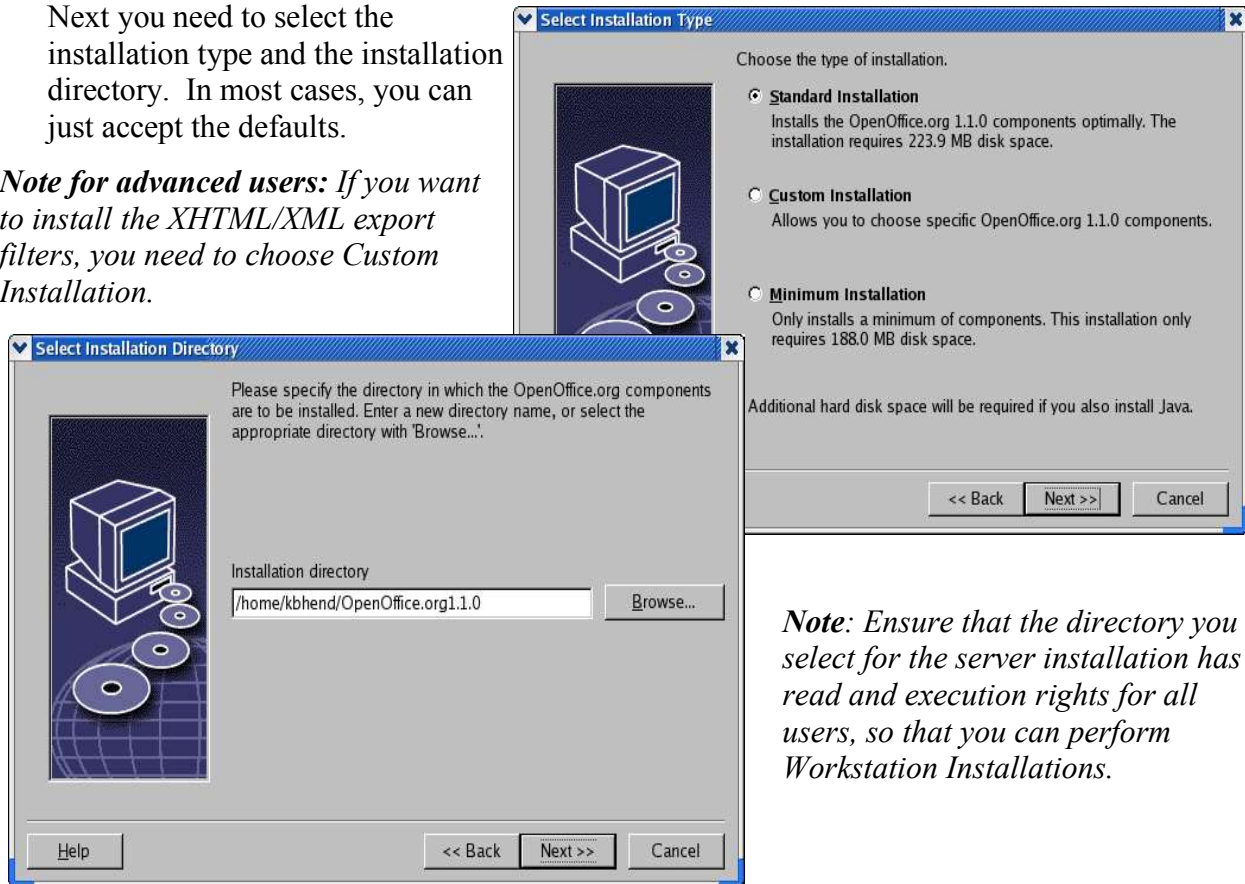 Next you need to select the
installation type and the installation
directory.  In most cases, you can
just accept the defaults.
Note for advanced users: If you want
to install the XHTML/XML export
filters, you need to choose Custom
Installation.
Select Installation Type
Choose the type of installation.
Standard Installation
Installs the OpenOffice.org 1.1.0 components optimally. The
installation requires 223.9 MB disk space.
Custom Installation
Allows you to choose specific OpenOffice.org 1.1.0 components.
Minimum Installation
Only installs a minimum of components. This installation only
requires 188.0 MB disk space.
Additional hard disk space will be required if you also install Java.
<< Back
Next >>
Cancel
Select Installation Directory
Please specify the directory in which the OpenOffice.org components
are to be installed. Enter a new directory name, or select the
appropriate directory with 'Browse...'.
Installation directory
/home/kbhend/OpenOffice.org1.1.0
Browse...
Help
<< Back
Next >>
Cancel
Note: Ensure that the directory you
select for the server installation has
read and execution rights for all
users, so that you can perform
Workstation Installations.